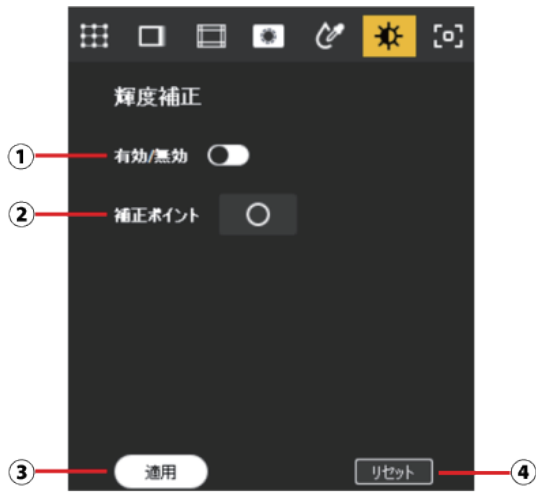 輝度補正
① 有効/無効
② 補正ポイント
③ 適用
リセット ④